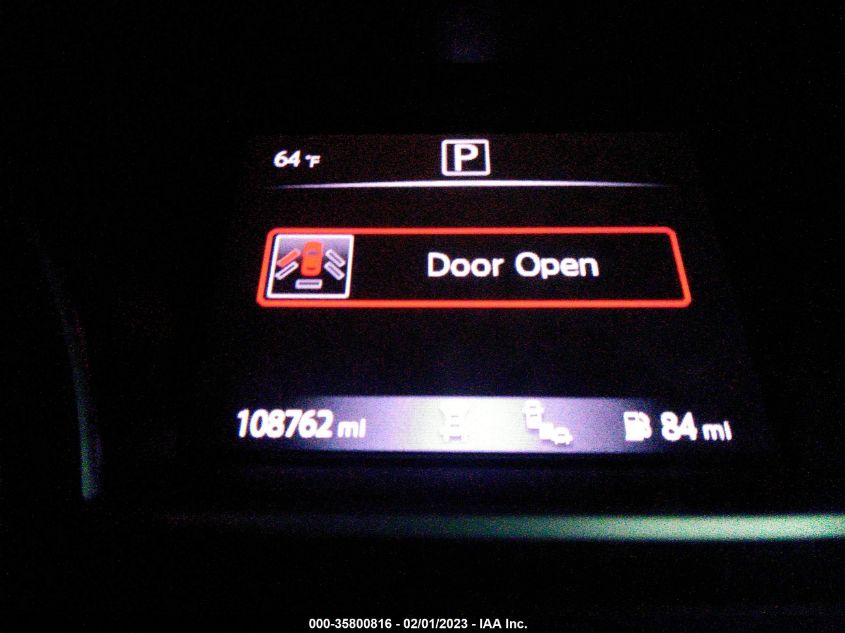 64 °F P
Door Open
108762 mi 84 mi
000-35800816 - 02/01/2023 - IAA Inc.